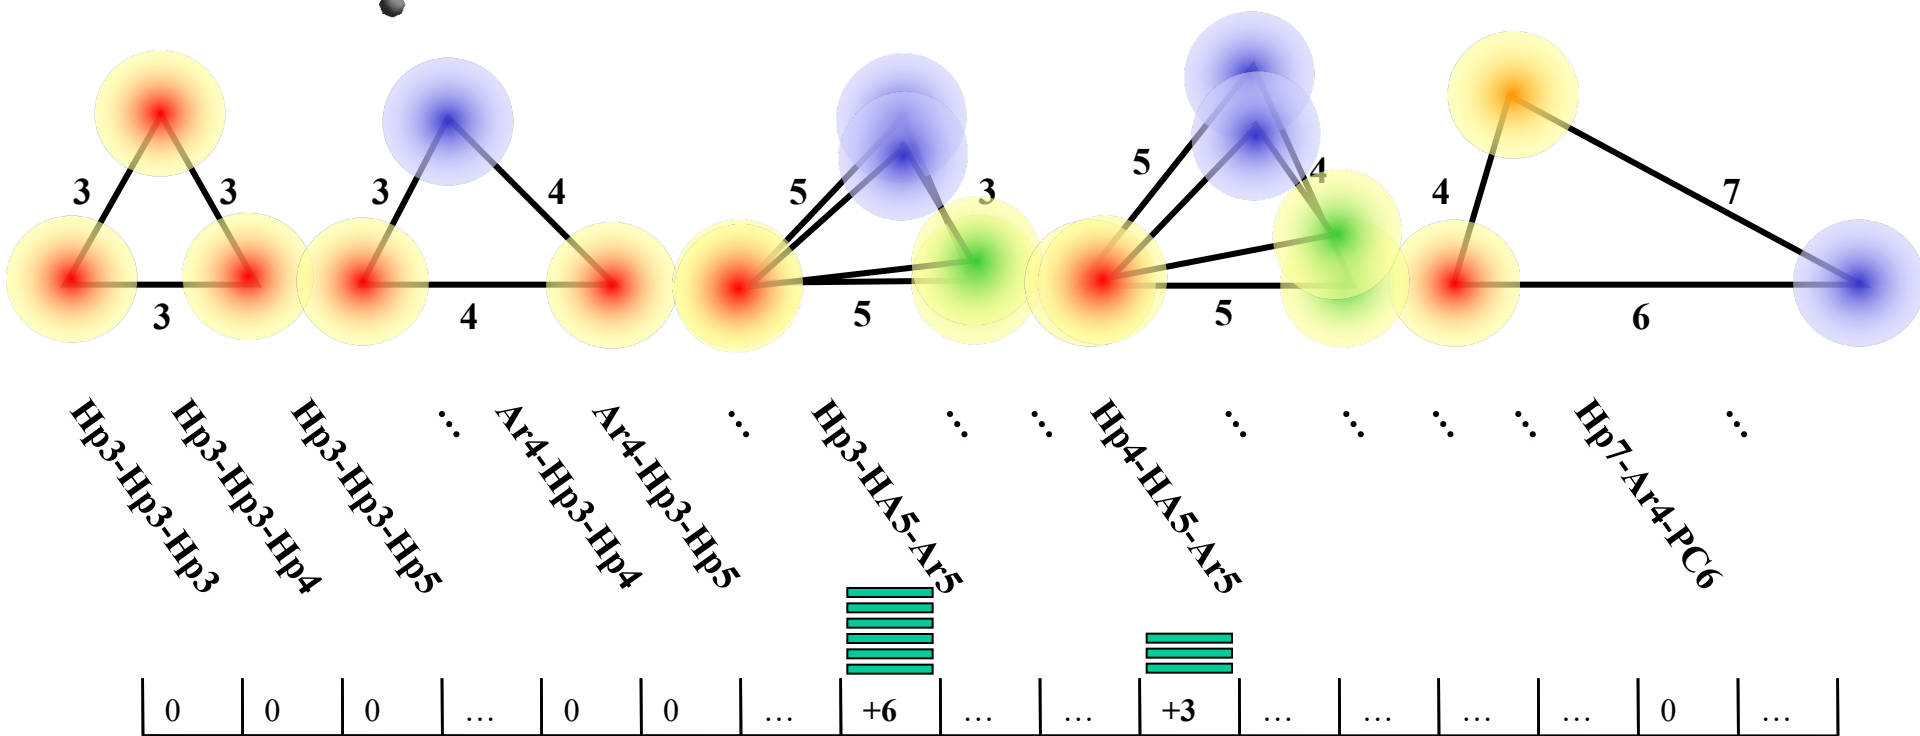 3 3 3
3 4 4
5 3 5
5 4 5
4 7 6
Hp3-Hp3-Hp3
Hp3-Hp3-Hp4
Hp3-Hp3-Hp5
…
Ar4-Hp3-Hp4
Ar4-Hp3-Hp5
…
Hp3-HA5-Ar5
…
…
Hp4-HA5-Ar5
…
…
…
…
Hp7-Ar4-PC6
…
0 0 0 … 0 0 … +6 … … +3 … … … … 0 …